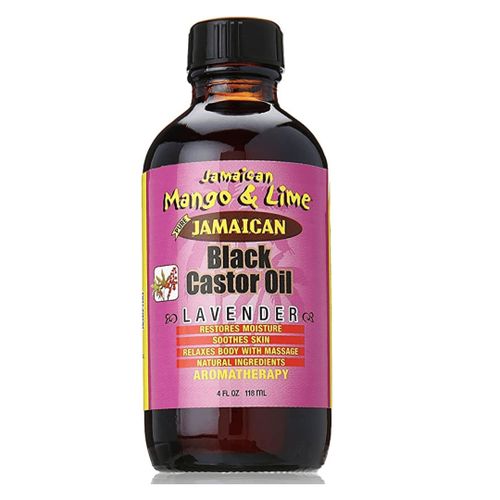 Jamaican
Mango & Lime
PURE
JAMAICAN
Black
Castor Oil
LAVENDER
RESTORES MOISTURE
SOOTHES SKIN
RELAXES BODY WITH MASSAGE
NATURAL INGREDIENTS
AROMATHERAPY
4 FL OZ 118 mL